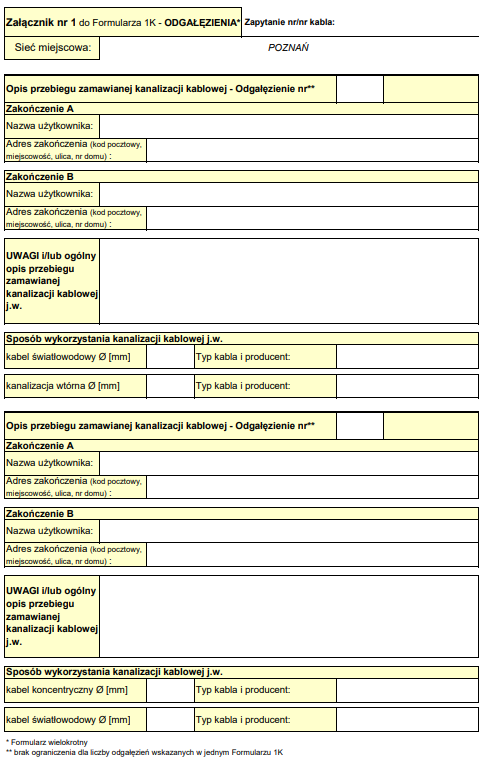 Załącznik nr 1 do Formularza 1K - ODGAŁĘZIENIA* Zapytanie nr/nr kabla:
Sieć miejscowa: POZNAŃ
Opis przebiegu zamawianej kanalizacji kablowej - Odgałęzienie nr**
Zakończenie A
Nazwa użytkownika:
Adres zakończenia (kod pocztowy,
miejscowość, ulica, nr domu) :
Zakończenie B
Nazwa użytkownika:
Adres zakończenia (kod pocztowy,
miejscowość, ulica, nr domu) :
UWAGI i/lub ogólny
opis przebiegu
zamawianej
kanalizacji kablowej
j.w.
Sposób wykorzystania kanalizacji kablowej j.w.
kabel światłowodowy Ø [mm] Typ kabla i producent:
kanalizacja wtórna Ø [mm] Typ kabla i producent:
Opis przebiegu zamawianej kanalizacji kablowej - Odgałęzienie nr**
Zakończenie A
Nazwa użytkownika:
Adres zakończenia (kod pocztowy,
miejscowość, ulica, nr domu) :
Zakończenie B
Nazwa użytkownika:
Adres zakończenia (kod pocztowy,
miejscowość, ulica, nr domu) :
UWAGI i/lub ogólny
opis przebiegu
zamawianej
kanalizacji kablowej
j.w.
Sposób wykorzystania kanalizacji kablowej j.w.
kabel koncentryczny Ø [mm] Typ kabla i producent:
kabel światłowodowy Ø [mm] Typ kabla i producent:
* Formularz wielokrotny
** brak ograniczenia dla liczby odgałęzień wskazanych w jednym Formularzu 1K